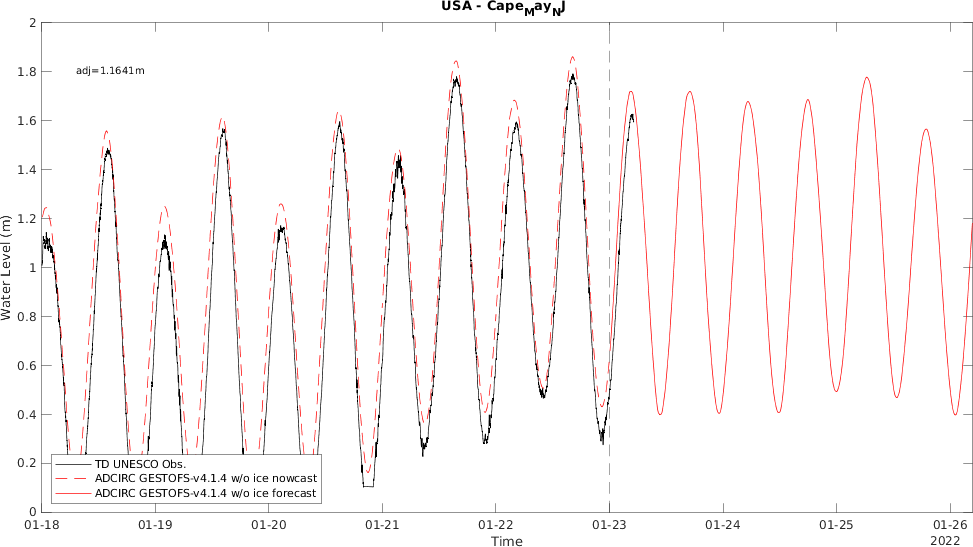 USA - Cape_May_NJ
2
1.8
adj=1.1641m
1.6
1.4
1.2
1
0.8
0.6
0.4
0.2
0
Water Level (m)
TD UNESCO Obs.
ADCIRC GESTOFS-v4.1.4 w/o ice nowcast
ADCIRC GESTOFS-v4.1.4 w/o ice forecast
01-18 01-19 01-20 01-21 01-22 01-23 01-24 01-25 01-26
Time
2022